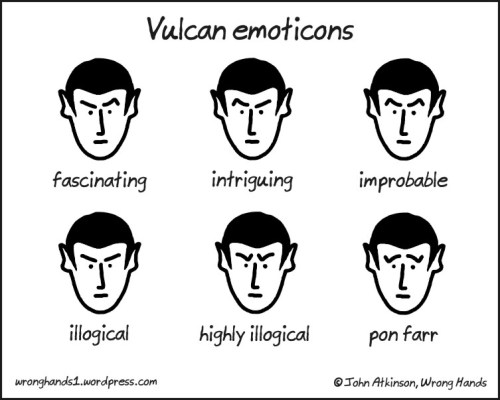 Vulcan emoticons
fascinating
intriguing
improbable
illogical
highly illogical
pon farr
wronghands1.wordpress.com
© John Atkinson, Wrong Hands